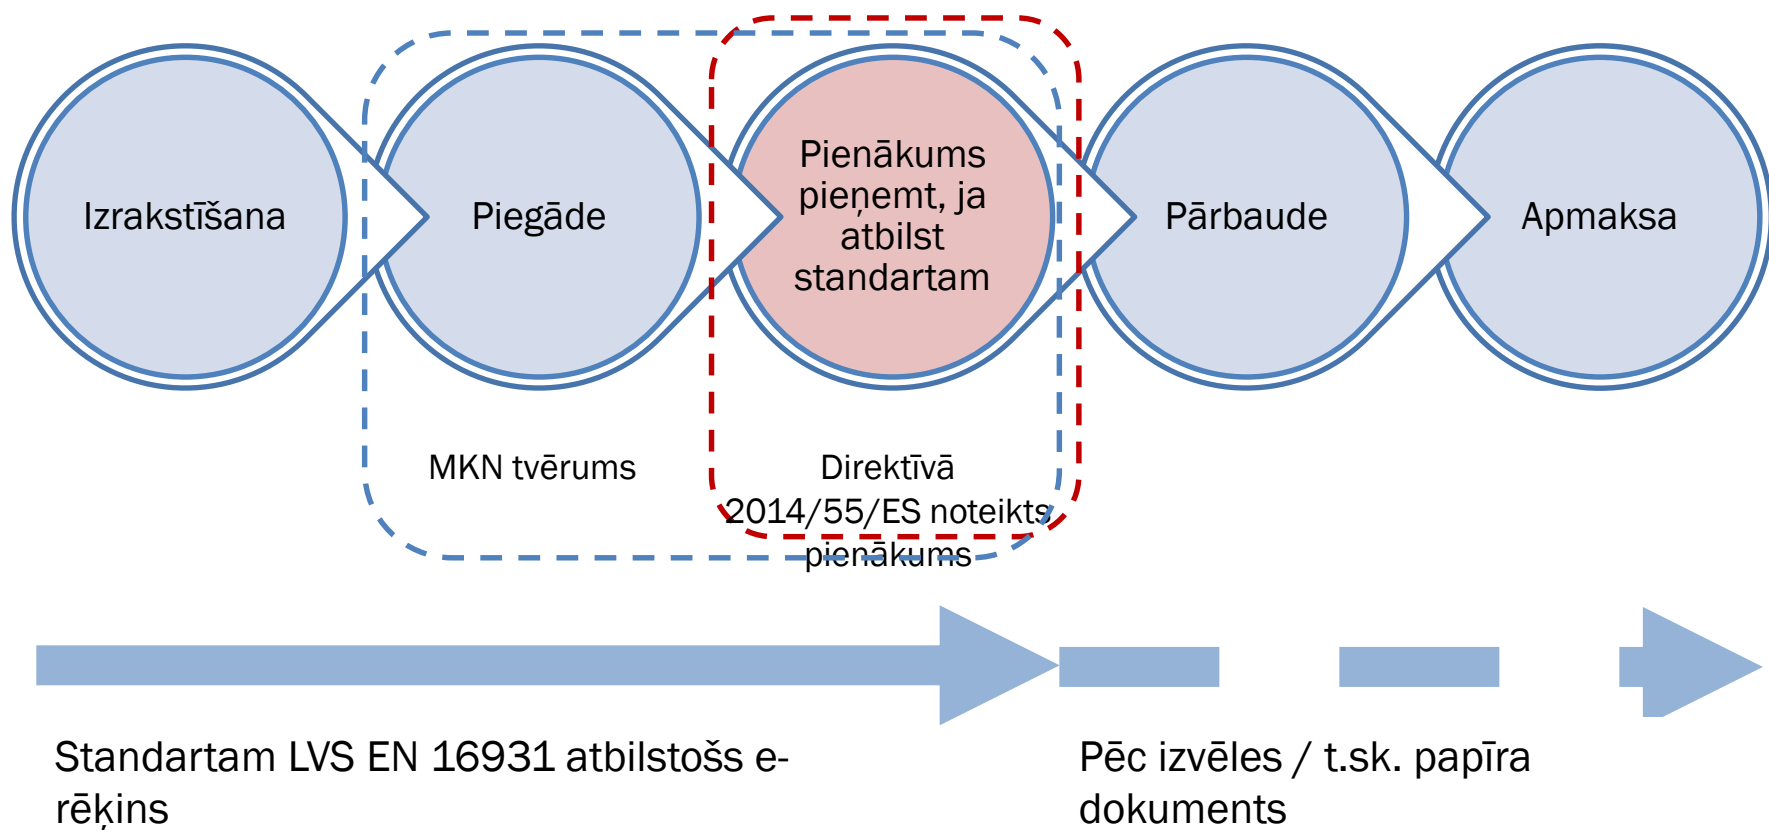 Izrakstīšana
Piegāde
Pienākums
pieņemt, ja
atbilst
standartam
Pārbaude
Apmaksa
MKN tvērums
Direktīvā
2014/55/ES noteikts
pienākums
Standartam LVS EN 16931 atbilstošs e-
rēķins
Pēc izvēles / t.sk. papīra
dokuments